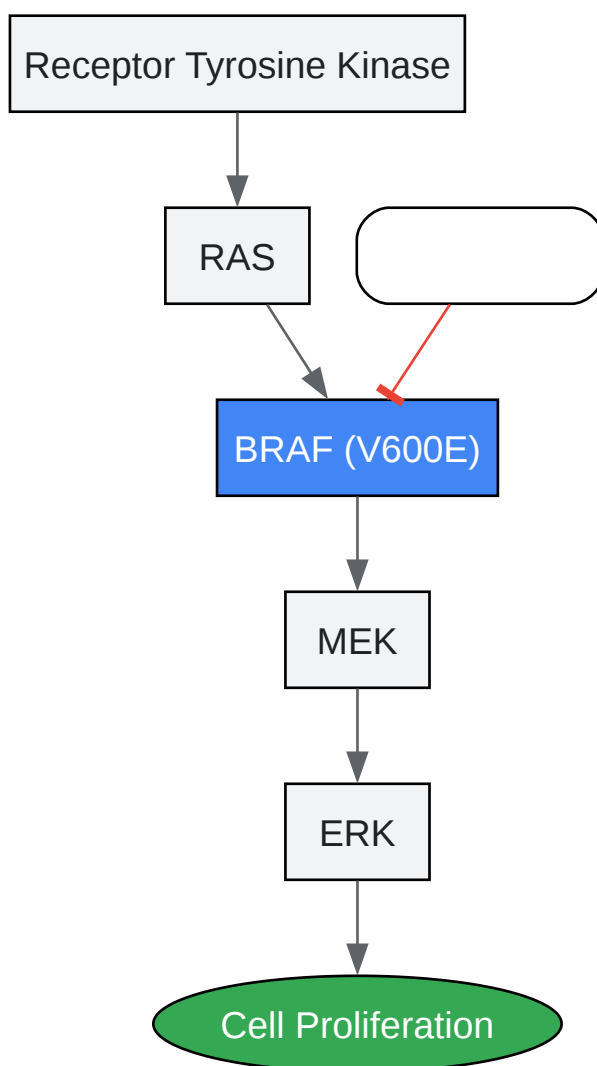 Receptor Tyrosine Kinase
RAS
BRAF (V600E)
MEK
ERK
Cell Proliferation